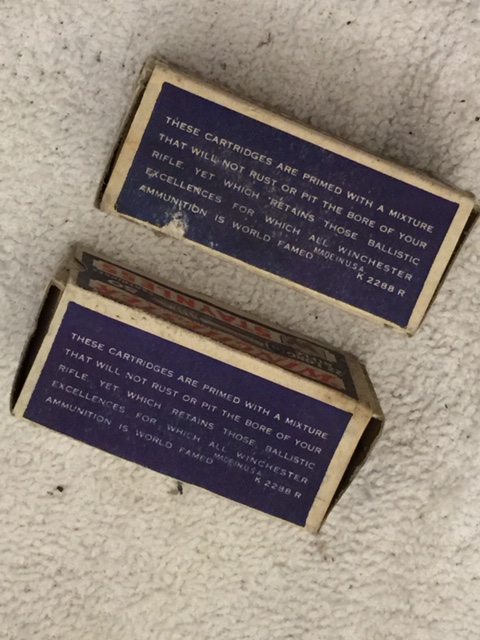 THESE CARTRIDGES ARE PRIMED WITH A MIXTURE
THAT WILL NOT RUST OR PIT THE BORE OF YOUR
RIFLE, YET WHICH RETAINS THOSE BALLISTIC
EXCELLENCES FOR WHICH ALL WINCHESTER
AMMUNITION IS WORLD FAMED
MADE IN U.S.A.
K 2288 R
THESE CARTRIDGES ARE PRIMED WITH A MIXTURE
THAT WILL NOT RUST OR PIT THE BORE OF YOUR
RIFLE, YET WHICH RETAINS THOSE BALLISTIC
EXCELLENCES FOR WHICH ALL WINCHESTER
AMMUNITION IS WORLD FAMED
MADE IN U.S.A.
K 2288 R